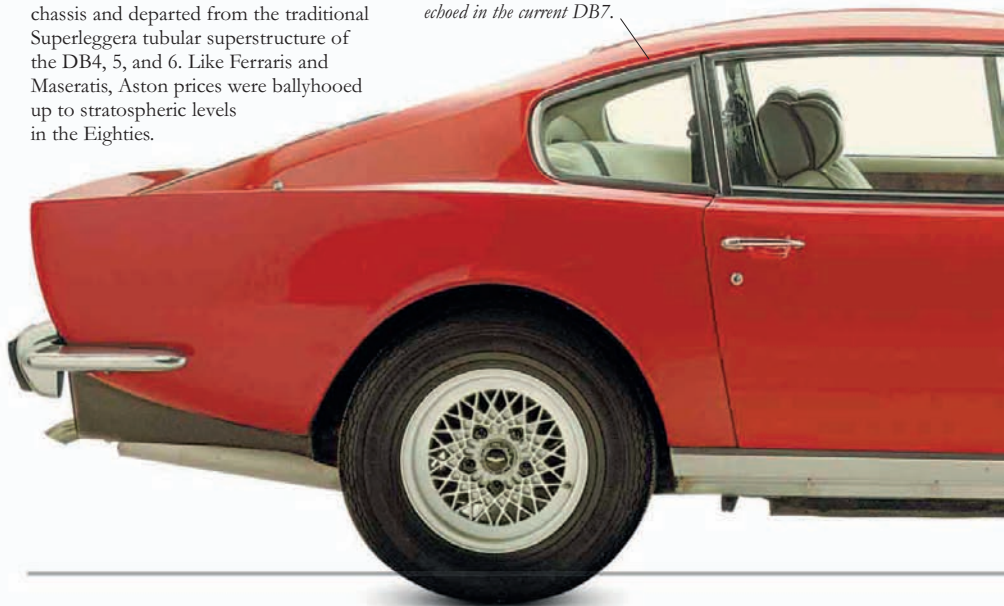 chassis and departed from the traditional
Superleggera tubular superstructure of
the DB4, 5, and 6. Like Ferraris and
Maseratis, Aston prices were ballyhooed
up to stratospheric levels
in the Eighties.
echoed in the current DB7.